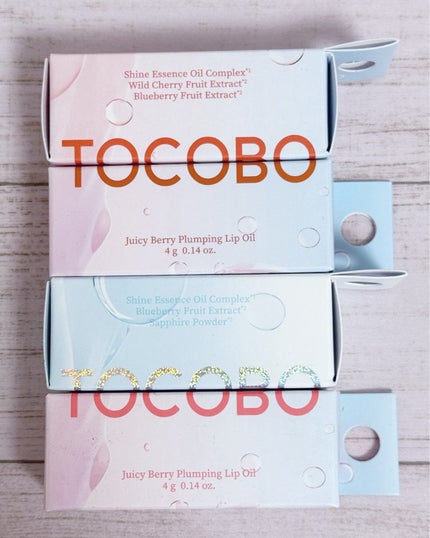 Shine Essence Oil Complex*1
Wild Cherry Fruit Extract*2
Blueberry Fruit Extract*2
TOCOBO
Juicy Berry Plumping Lip Oil
4 g 0.14 oz.
Shine Essence Oil Complex*1
Blueberry Fruit Extract*2
Sapphire Powder*2
TOCOBO
Juicy Berry Plumping Lip Oil
4 g 0.14 oz.